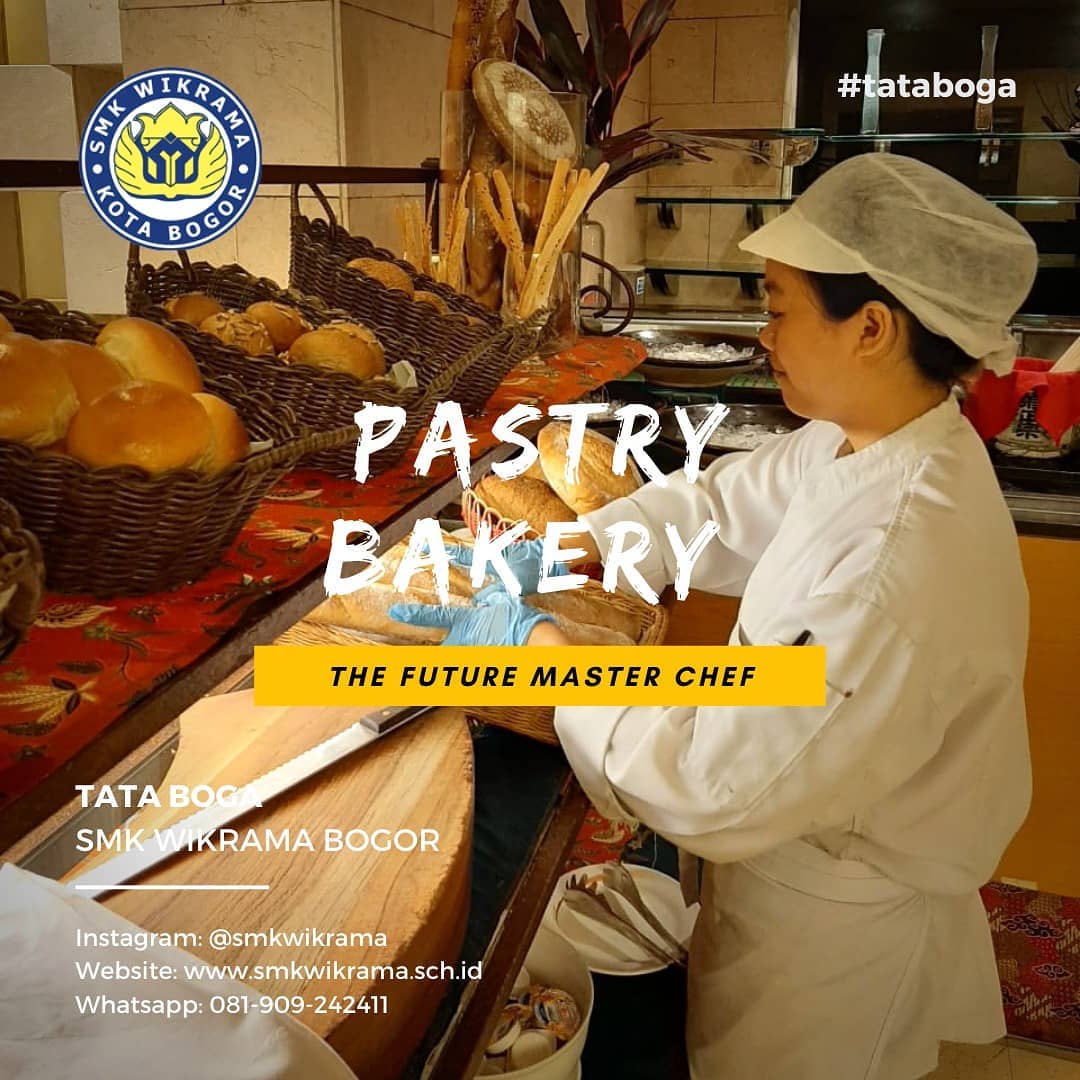 SMK WIKRAMA
KOTA BOGOR
#tataboga
PASTRY
BAKERY
THE FUTURE MASTER CHEF
TATA BOGA
SMK WIKRAMA BOGOR
Instagram: @smkwikrama
Website: www.smkwikrama.sch.id
Whatsapp: 081-909-242411